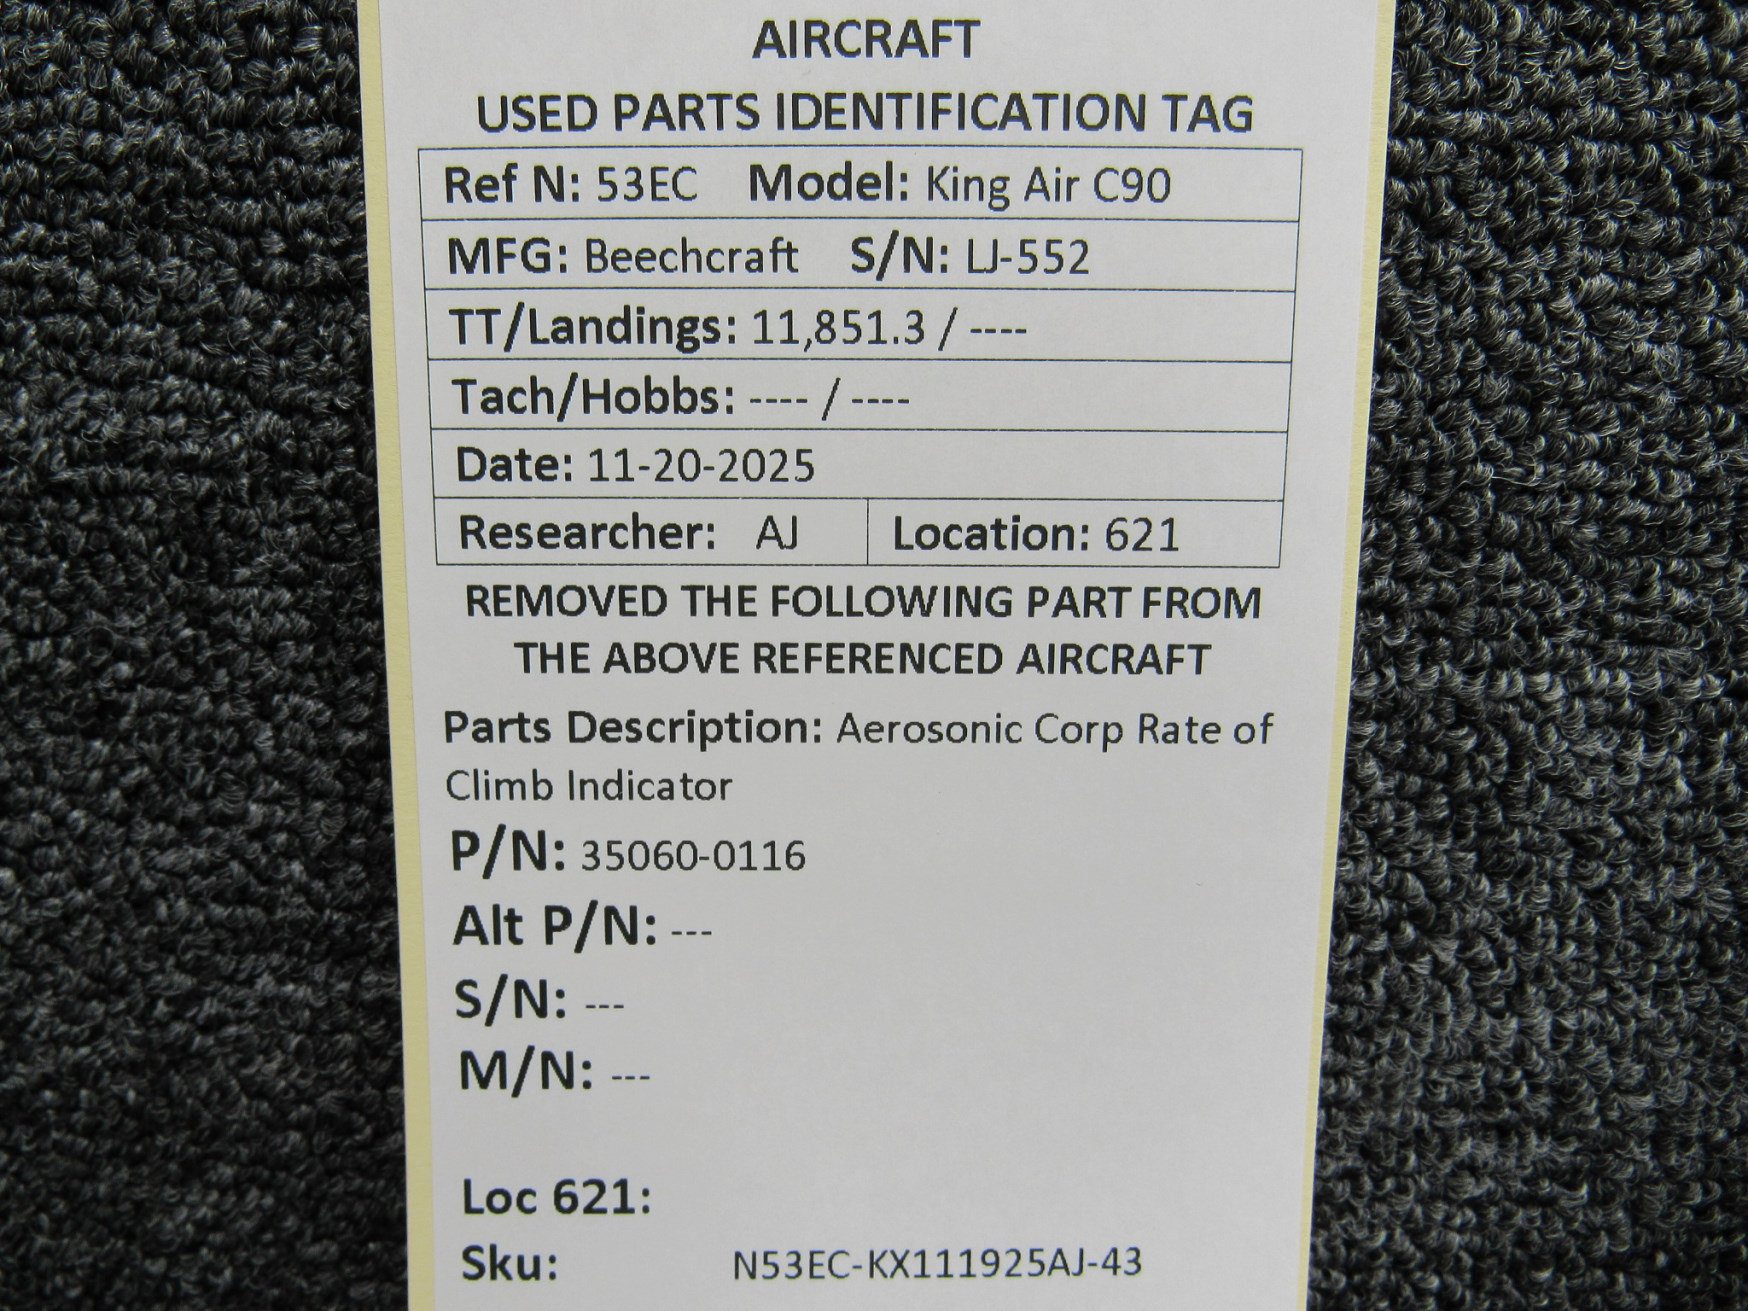 AIRCRAFT
USED PARTS IDENTIFICATION TAG
Ref N: 53EC Model: King Air C90
MFG: Beechcraft S/N: LJ-552
TT/Landings: 11,851.3 / ----
Tach/Hobbs: ---- / ----
Date: 11-20-2025
Researcher: AJ Location: 621
REMOVED THE FOLLOWING PART FROM
THE ABOVE REFERENCED AIRCRAFT
Parts Description: Aerosonic Corp Rate of
Climb Indicator
P/N: 35060-0116
Alt P/N: ---
S/N: ---
M/N: ---
Loc 621:
Sku: N53EC-KX111925AJ-43